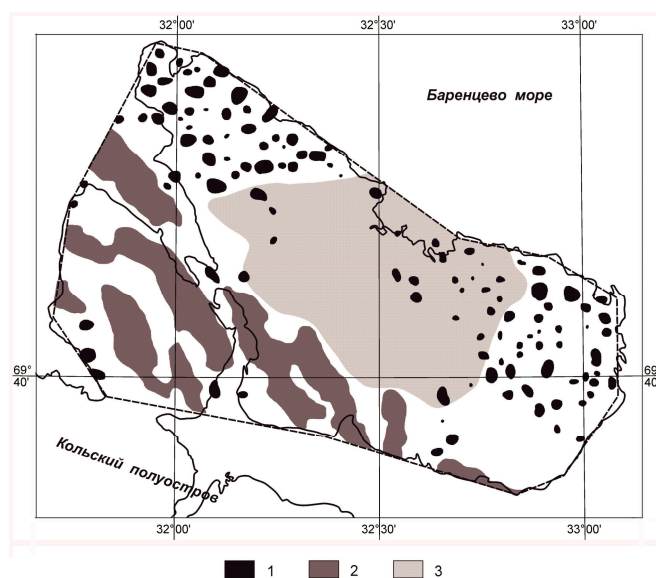 32°00' 32°30' 33°00'
Баренцево море
69° 69
40' 40
Кольский полуостров
32°00' 32°30' 33°00'
1 2 3